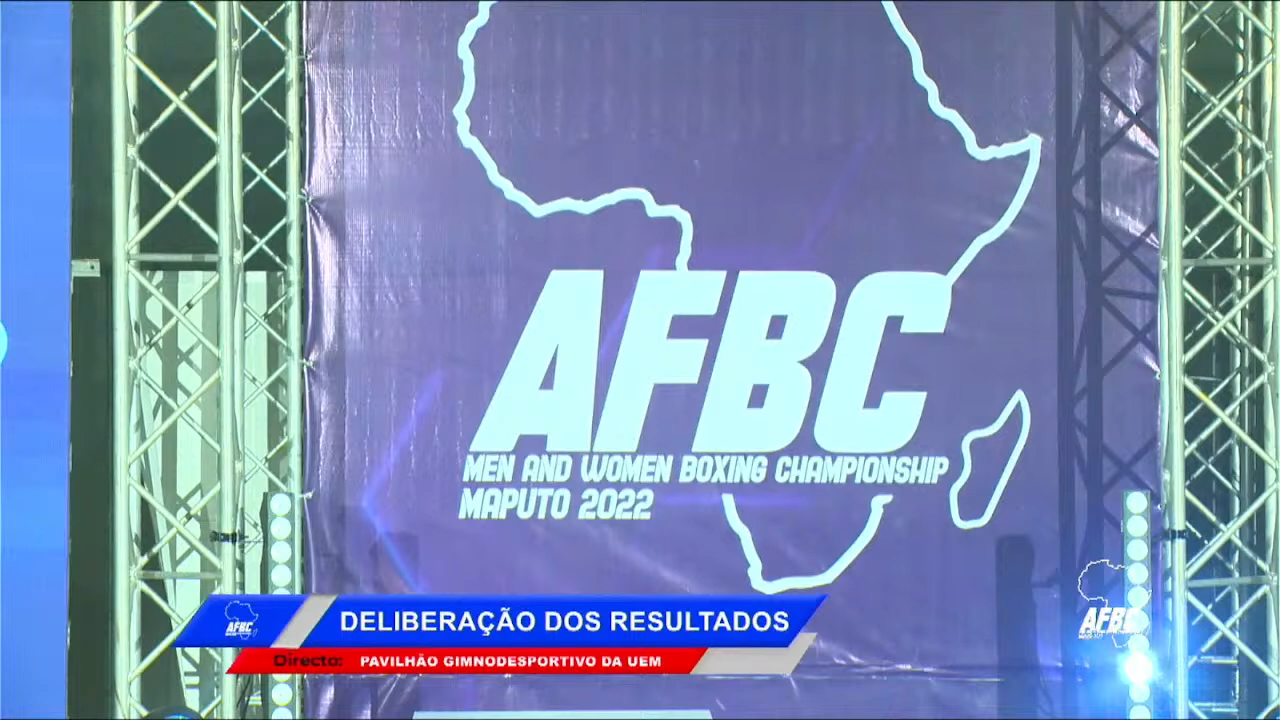 AFBC
MEN AND WOMEN BOXING CHAMPIONSHIP
MAPUTO 2022
AFBC
DELIBERAÇÃO DOS RESULTADOS
Directo: PAVILHÃO GIMNODESPORTIVO DA UEM
AFBC